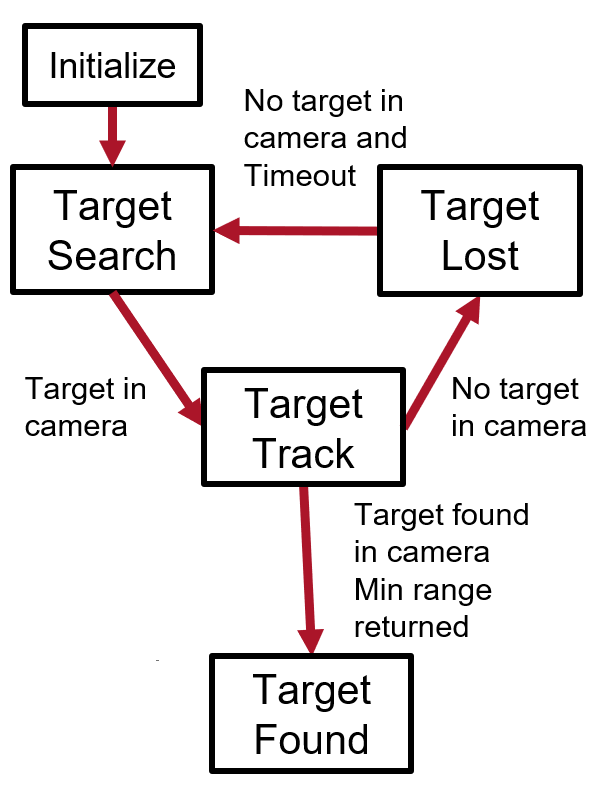 Initialize
No target in
camera and
Timeout
Target
Search
Target
Lost
Target in
camera
Target
Track
No target
in camera
Target found
in camera
Min range
returned
Target
Found